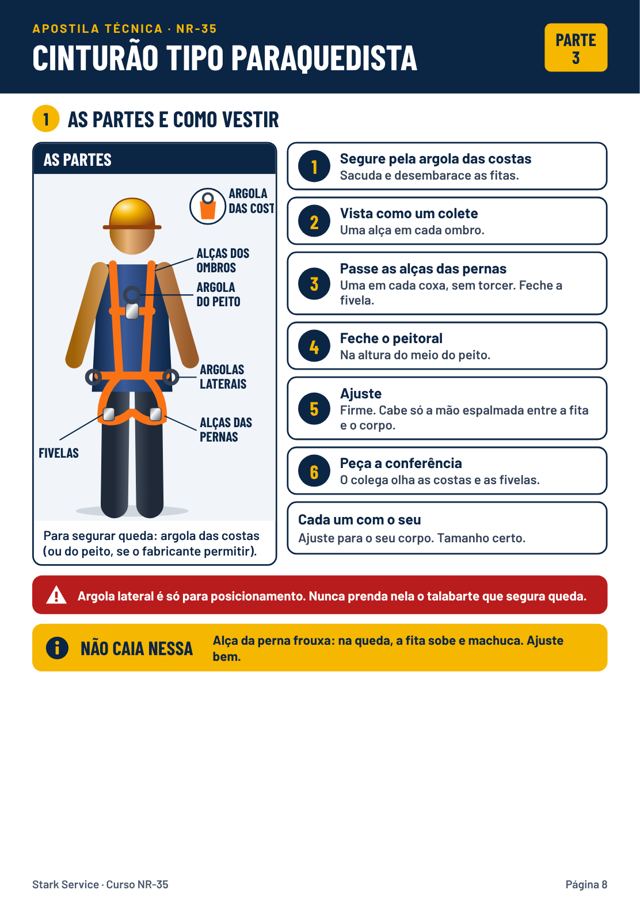 APOSTILA TÉCNICA · NR-35
CINTURÃO TIPO PARAQUEDISTA
PARTE
3
1 AS PARTES E COMO VESTIR
AS PARTES
ARGOLA
DAS COST
ALÇAS DOS
OMBROS
ARGOLA
DO PEITO
ARGOLAS
LATERAIS
ALÇAS DAS
PERNAS
FIVELAS
Para segurar queda: argola das costas
(ou do peito, se o fabricante permitir).
1
Segure pela argola das costas
Sacuda e desembarace as fitas.
2
Vista como um colete
Uma alça em cada ombro.
3
Passe as alças das pernas
Uma em cada coxa, sem torcer. Feche a
fivela.
4
Feche o peitoral
Na altura do meio do peito.
5
Ajuste
Firme. Cabe só a mão espalmada entre a fita
e o corpo.
6
Peça a conferência
O colega olha as costas e as fivelas.
Cada um com o seu
Ajuste para o seu corpo. Tamanho certo.
Argola lateral é só para posicionamento. Nunca prenda nela o talabarte que segura queda.
NÃO CAIA NESSA
Alça da perna frouxa: na queda, a fita sobe e machuca. Ajuste
bem.
Stark Service · Curso NR-35
Página 8